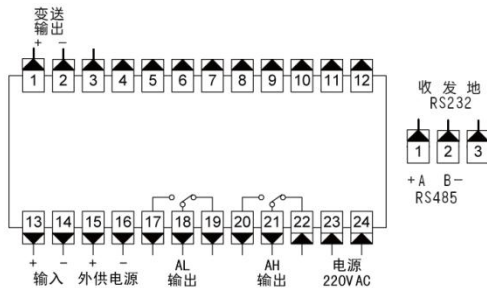 变送
输出
+ −
1 2 3 4 5 6 7 8 9 10 11 12
收 发 地
RS232
1 2 3
+A B−
RS485
13 14 15 16 17 18 19 20 21 22 23 24
+ − + −
输入 外供电源
AL
输出
AH
输出
电源
220VAC